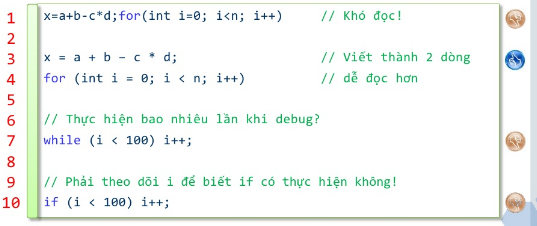 1 x=a+b-c*d;for(int i=0; i<n; i++) // Khó đọc!
2
3 x = a + b – c * d; // Viết thành 2 dòng
4 for (int i = 0; i < n; i++) // dễ đọc hơn
5
6 // Thực hiện bao nhiêu lần khi debug?
7 while (i < 100) i++;
8
9 // Phải theo dõi i để biết if có thực hiện không!
10 if (i < 100) i++;